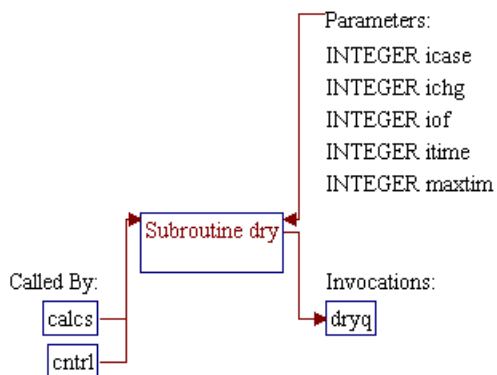 Parameters:
INTEGER icase
INTEGER ichg
INTEGER iof
INTEGER itime
INTEGER maxtim
Subroutine dry
Called By:
calcs
cntrl
Invocations:
dryq